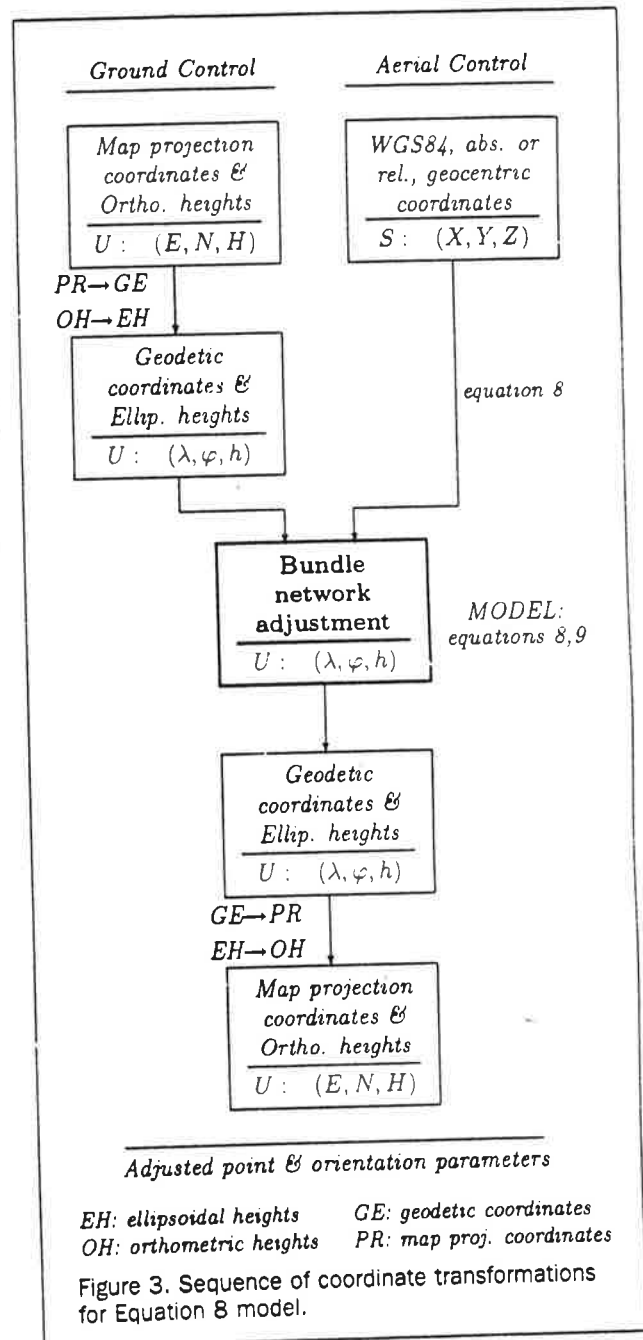 Ground Control
Aerial Control
Map projection
coordinates &
Ortho. heights
U : (E, N, H)
WGS84, abs. or
rel., geocentric
coordinates
S : (X, Y, Z)
PR→GE
OH→EH
equation 8
Geodetic
coordinates &
Ellip. heights
U : (λ, φ, h)
Bundle
network
adjustment
U : (λ, φ, h)
MODEL:
equations 8,9
Geodetic
coordinates &
Ellip. heights
U : (λ, φ, h)
GE→PR
EH→OH
Map projection
coordinates &
Ortho. heights
U : (E, N, H)
Adjusted point & orientation parameters
EH: ellipsoidal heights GE: geodetic coordinates
OH: orthometric heights PR: map proj. coordinates
Figure 3. Sequence of coordinate transformations
for Equation 8 model.